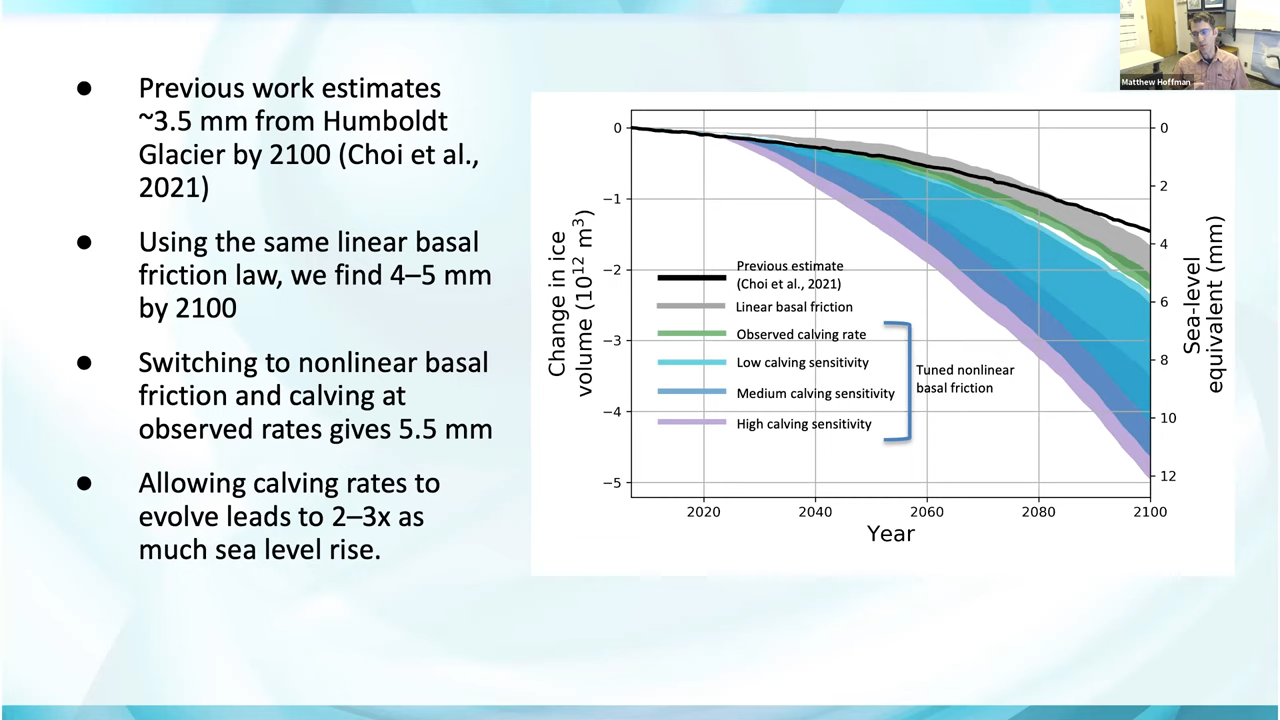 ● Previous work estimates
~3.5 mm from Humboldt
Glacier by 2100 (Choi et al.,
2021)
● Using the same linear basal
friction law, we find 4–5 mm
by 2100
● Switching to nonlinear basal
friction and calving at
observed rates gives 5.5 mm
● Allowing calving rates to
evolve leads to 2–3x as
much sea level rise.
Matthew Hoffman
Change in ice
volume (10¹² m³)
0
−1
−2
−3
−4
−5
Previous estimate
(Choi et al., 2021)
Linear basal friction
Observed calving rate
Low calving sensitivity
Medium calving sensitivity
High calving sensitivity
Tuned nonlinear
basal friction
0
2
4
6
8
10
12
Sea-level
equivalent (mm)
2020 2040 2060 2080 2100
Year